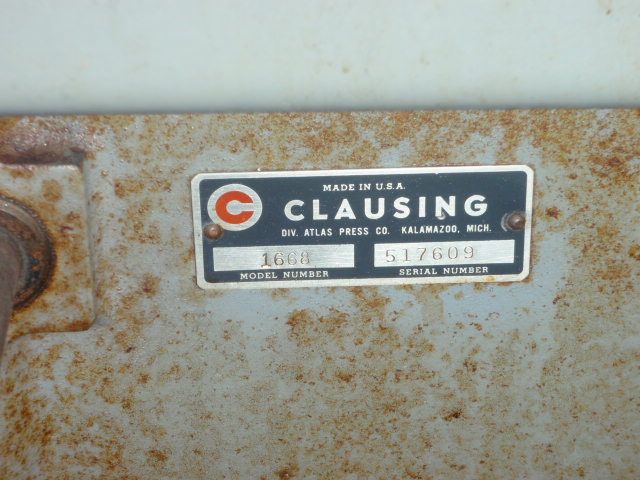 MADE IN U.S.A.
C CLAUSING
DIV. ATLAS PRESS CO. KALAMAZOO, MICH.
1668 517609
MODEL NUMBER SERIAL NUMBER